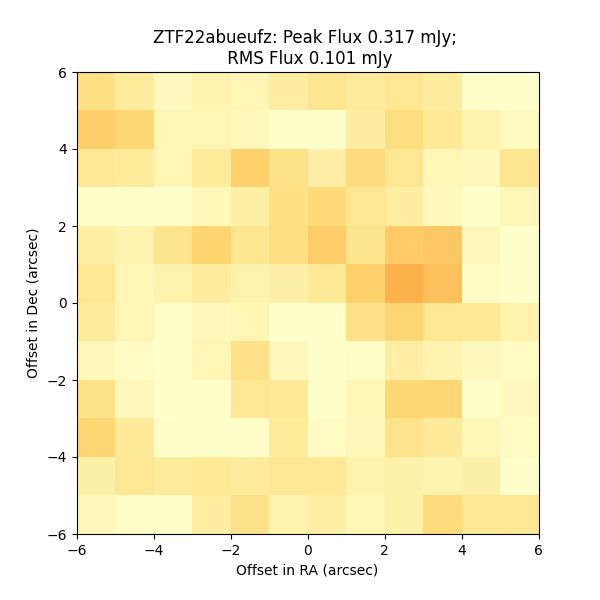 ZTF22abueufz: Peak Flux 0.317 mJy;
RMS Flux 0.101 mJy
6
4
2
0
−2
−4
−6
Offset in Dec (arcsec)
−6 −4 −2 0 2 4 6
Offset in RA (arcsec)